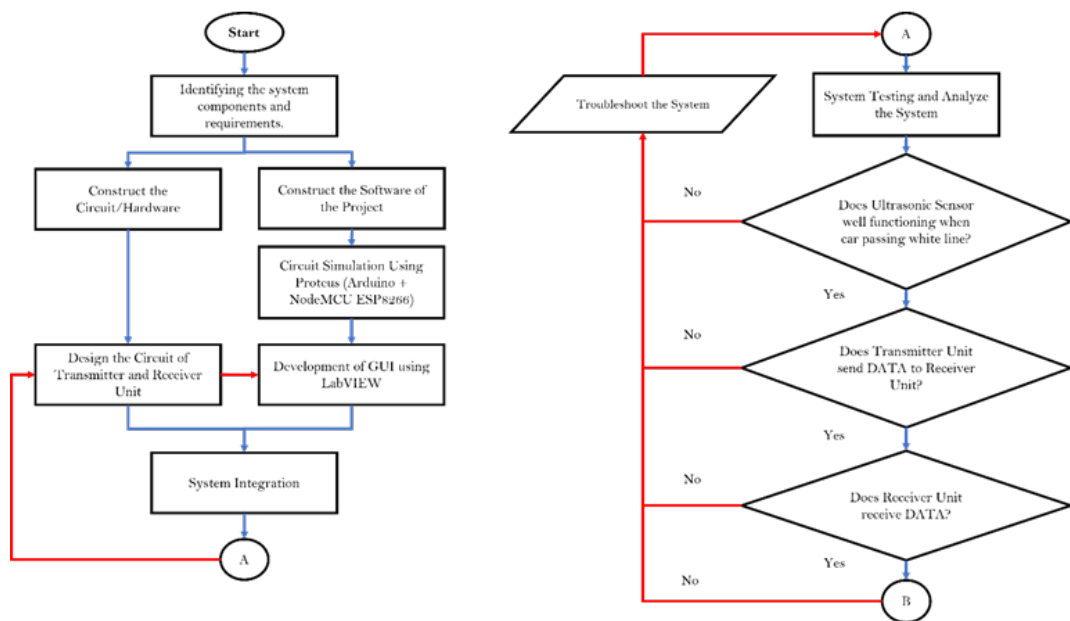 Start
Identifying the system
components and
requirements.
Construct the
Circuit/Hardware
Construct the Software of
the Project
Circuit Simulation Using
Proteus (Arduino +
NodeMCU ESP8266)
Design the Circuit of
Transmitter and Receiver
Unit
Development of GUI using
LabVIEW
System Integration
A
A
Troubleshoot the System
System Testing and Analyze
the System
No
Does Ultrasonic Sensor
well functioning when
car passing white line?
Yes
No
Does Transmitter Unit
send DATA to Receiver
Unit?
Yes
No
Does Receiver Unit
receive DATA?
Yes
No
B